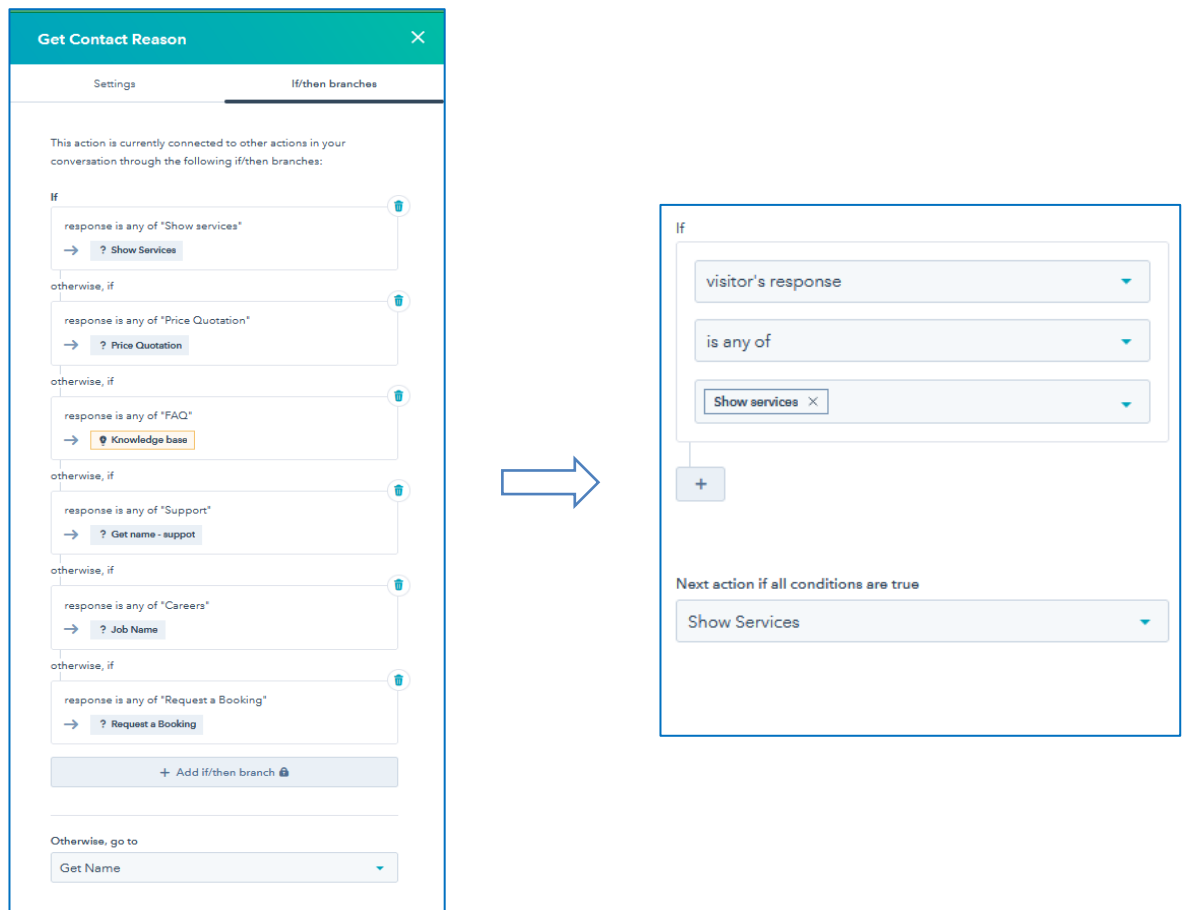 Get Contact Reason
Settings
If/then branches
This action is currently connected to other actions in your
conversation through the following if/then branches:
If
response is any of "Show services"
? Show Services
otherwise, if
response is any of "Price Quotation"
? Price Quotation
otherwise, if
response is any of "FAQ"
Knowledge base
otherwise, if
response is any of "Support"
? Get name - suppot
otherwise, if
response is any of "Careers"
? Job Name
otherwise, if
response is any of "Request a Booking"
? Request a Booking
+ Add if/then branch
Otherwise, go to
Get Name
If
visitor's response
is any of
Show services ×
+
Next action if all conditions are true
Show Services